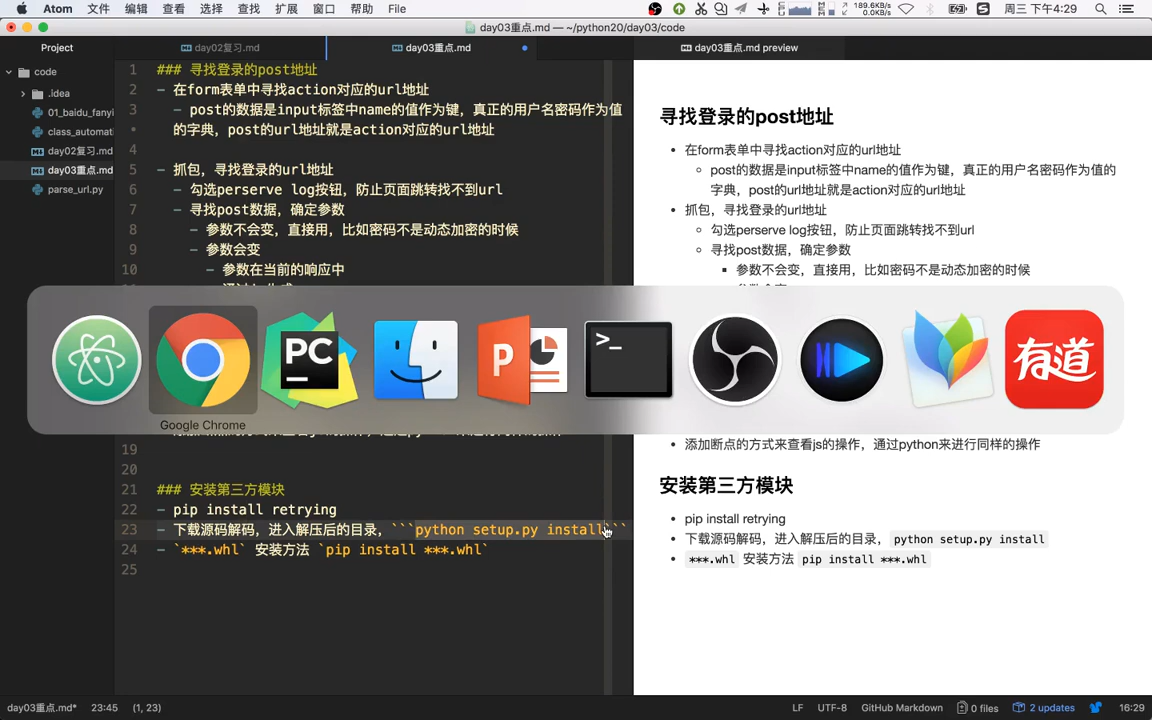 Atom 文件 编辑 视图 选择 查找 扩展 窗口 帮助 File 189.6KB/s 0.0KB/s 周三 下午4:29
day03重点.md — ~/python20/day03/code
Project
day02复习.md
day03重点.md
day03重点.md preview
code
.idea
01_baidu_fanyi
class_automati
day02复习.md
day03重点.md
parse_url.py
1 ### 寻找登录的post地址
2 - 在form表单中寻找action对应的url地址
3 - post的数据是input标签中name的值作为键，真正的用户名密码作为值
的字典，post的url地址就是action对应的url地址
4
5 - 抓包，寻找登录的url地址
6 - 勾选perserve log按钮，防止页面跳转找不到url
7 - 寻找post数据，确定参数
8 - 参数不会变，直接用，比如密码不是动态加密的时候
9 - 参数会变
10 - 参数在当前的响应中
19
20
21 ### 安装第三方模块
22 - pip install retrying
23 - 下载源码解码，进入解压后的目录，```python setup.py install```
24 - `***.whl` 安装方法 `pip install ***.whl`
25
寻找登录的post地址
• 在form表单中寻找action对应的url地址
post的数据是input标签中name的值作为键，真正的用户名密码作为值的
字典，post的url地址就是action对应的url地址
• 抓包，寻找登录的url地址
勾选perserve log按钮，防止页面跳转找不到url
寻找post数据，确定参数
参数不会变，直接用，比如密码不是动态加密的时候
PC
P
>_
有道
Google Chrome
• 添加断点的方式来查看js的操作，通过python来进行同样的操作
安装第三方模块
• pip install retrying
• 下载源码解码，进入解压后的目录，python setup.py install
• ***.whl 安装方法 pip install ***.whl
day03重点.md* 23:45 (1, 23) LF UTF-8 GitHub Markdown 0 files 2 updates 16:29